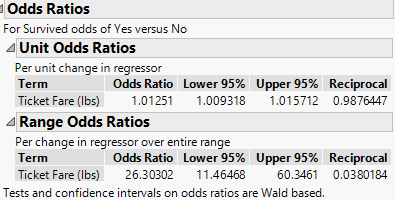 Odds Ratios
For Survived odds of Yes versus No
Unit Odds Ratios
Per unit change in regressor
Term Odds Ratio Lower 95% Upper 95% Reciprocal
Ticket Fare (lbs) 1.01251 1.009318 1.015712 0.9876447
Range Odds Ratios
Per change in regressor over entire range
Term Odds Ratio Lower 95% Upper 95% Reciprocal
Ticket Fare (lbs) 26.30302 11.46468 60.3461 0.0380184
Tests and confidence intervals on odds ratios are Wald based.